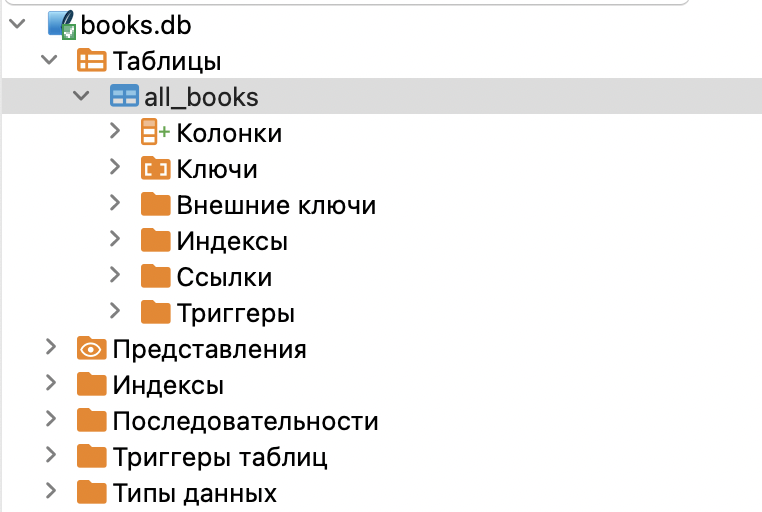 books.db
Таблицы
all_books
Колонки
Ключи
Внешние ключи
Индексы
Ссылки
Триггеры
Представления
Индексы
Последовательности
Триггеры таблиц
Типы данных